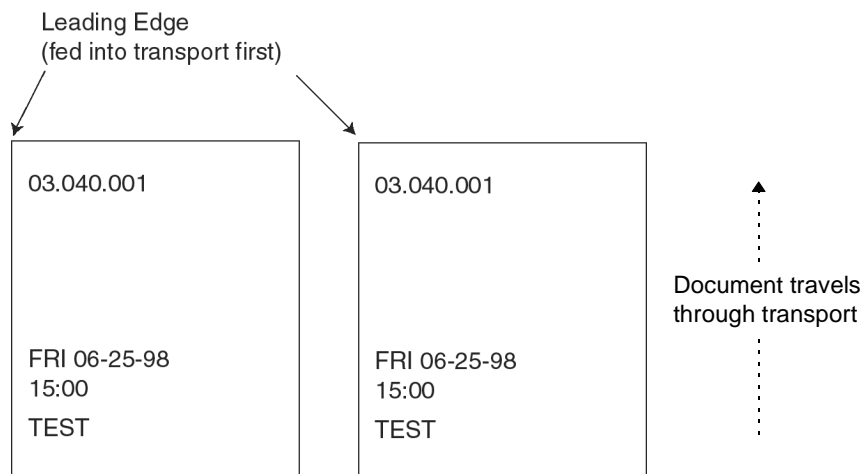 Leading Edge
(fed into transport first)
03.040.001
FRI 06-25-98
15:00
TEST
03.040.001
FRI 06-25-98
15:00
TEST
Document travels
through transport